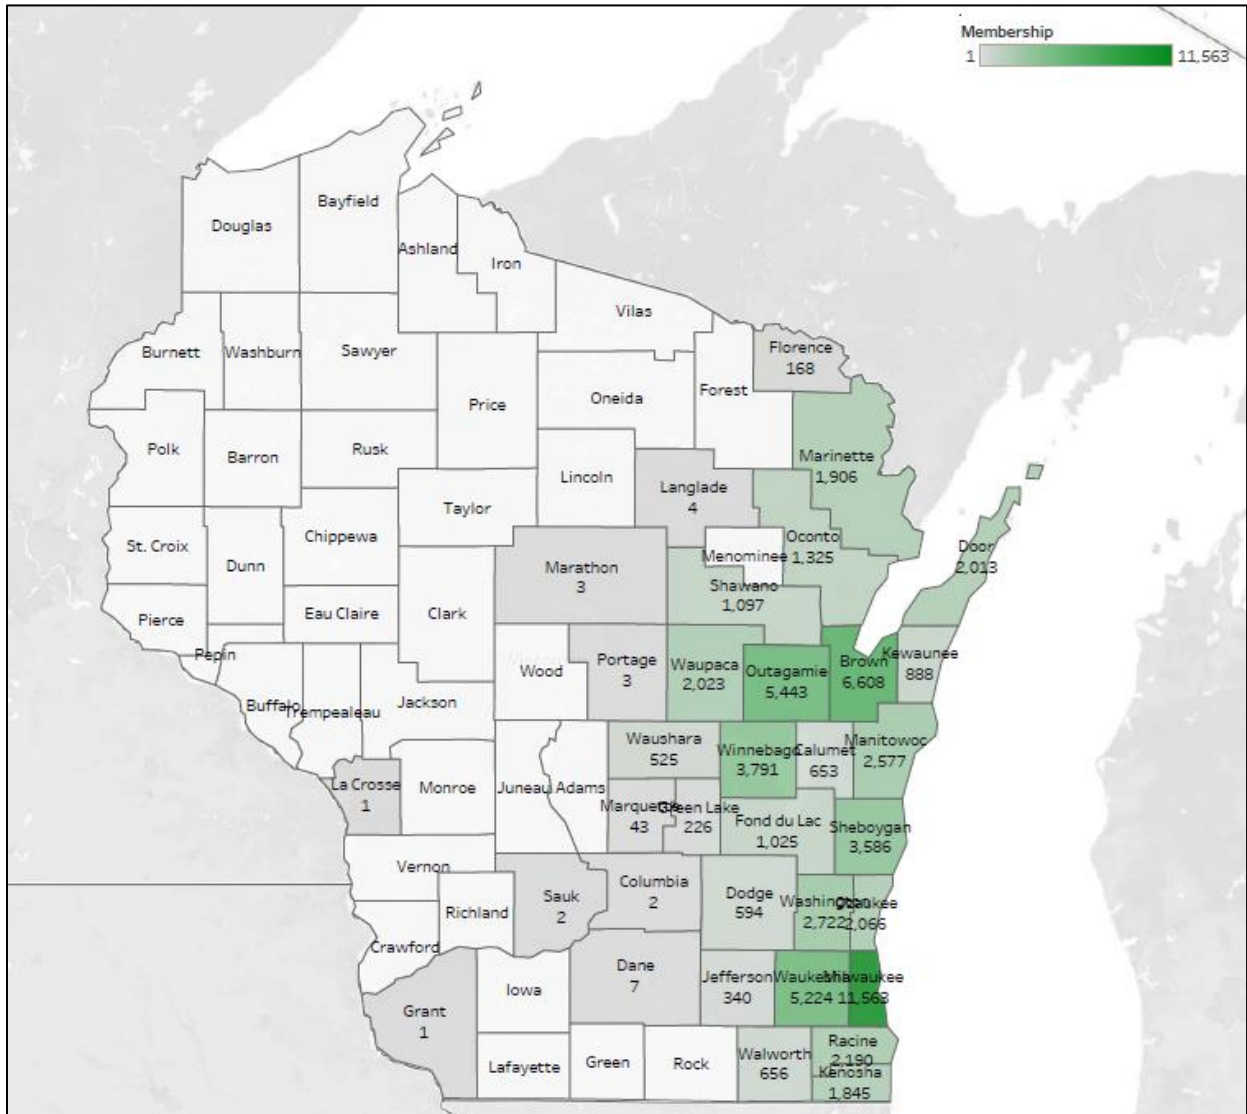 Membership
1
11,563
Bayfield
Douglas
Ashland
Iron
Vilas
Florence
168
Burnett
Washburn
Sawyer
Price
Oneida
Forest
Polk
Barron
Rusk
Lincoln
Langlade
4
Marinette
1,906
Taylor
Chippewa
St. Croix
Dunn
Marathon
3
Menominee
Oconto
1,325
Door
2,013
Shawano
1,097
Pierce
Eau Claire
Clark
Pepin
Wood
Portage
3
Waupaca
2,023
Outagamie
5,443
Brown
6,608
Kewaunee
888
Buffalo
Trempealeau
Jackson
Waushara
525
Winnebago
3,791
Calumet
653
Manitowoc
2,577
La Crosse
1
Monroe
Juneau
Adams
Marquette
43
Green Lake
226
Fond du Lac
1,025
Sheboygan
3,586
Vernon
Richland
Sauk
2
Columbia
2
Dodge
594
Washington
2,722
Ozaukee
2,066
Crawford
Grant
1
Iowa
Dane
7
Jefferson
340
Waukesha
5,224
Milwaukee
11,563
Lafayette
Green
Rock
Walworth
656
Racine
2,190
Kenosha
1,845